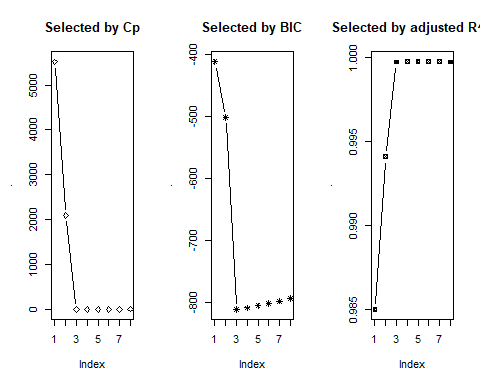 Selected by Cp
Selected by BIC
Selected by adjusted R
5000
4000
3000
2000
1000
0
1 3 5 7
Index
-400
-500
-600
-700
-800
1 3 5 7
Index
1.000
0.995
0.990
0.985
1 3 5 7
Index